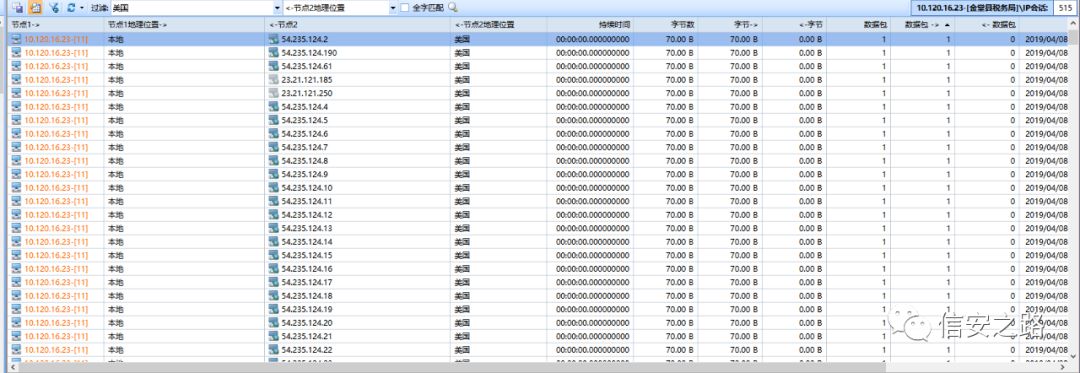 过滤: 美国 <-节点2地理位置 全字匹配 10.120.16.23-[金堂县税务局]\IP会话: 515
节点1-> 节点1地理位置-> <-节点2 <-节点2地理位置 持续时间 字节数 字节-> <-字节 数据包 数据包 -> <- 数据包
10.120.16.23-[11] 本地 54.235.124.2 美国 00:00:00.000000000 70.00 B 70.00 B 0.00 B 1 1 0 2019/04/08
10.120.16.23-[11] 本地 54.235.124.190 美国 00:00:00.000000000 70.00 B 70.00 B 0.00 B 1 1 0 2019/04/08
10.120.16.23-[11] 本地 54.235.124.61 美国 00:00:00.000000000 70.00 B 70.00 B 0.00 B 1 1 0 2019/04/08
10.120.16.23-[11] 本地 23.21.121.185 美国 00:00:00.000000000 70.00 B 70.00 B 0.00 B 1 1 0 2019/04/08
10.120.16.23-[11] 本地 23.21.121.250 美国 00:00:00.000000000 70.00 B 70.00 B 0.00 B 1 1 0 2019/04/08
10.120.16.23-[11] 本地 54.235.124.4 美国 00:00:00.000000000 70.00 B 70.00 B 0.00 B 1 1 0 2019/04/08
10.120.16.23-[11] 本地 54.235.124.5 美国 00:00:00.000000000 70.00 B 70.00 B 0.00 B 1 1 0 2019/04/08
10.120.16.23-[11] 本地 54.235.124.6 美国 00:00:00.000000000 70.00 B 70.00 B 0.00 B 1 1 0 2019/04/08
10.120.16.23-[11] 本地 54.235.124.7 美国 00:00:00.000000000 70.00 B 70.00 B 0.00 B 1 1 0 2019/04/08
10.120.16.23-[11] 本地 54.235.124.8 美国 00:00:00.000000000 70.00 B 70.00 B 0.00 B 1 1 0 2019/04/08
10.120.16.23-[11] 本地 54.235.124.9 美国 00:00:00.000000000 70.00 B 70.00 B 0.00 B 1 1 0 2019/04/08
10.120.16.23-[11] 本地 54.235.124.10 美国 00:00:00.000000000 70.00 B 70.00 B 0.00 B 1 1 0 2019/04/08
10.120.16.23-[11] 本地 54.235.124.11 美国 00:00:00.000000000 70.00 B 70.00 B 0.00 B 1 1 0 2019/04/08
10.120.16.23-[11] 本地 54.235.124.12 美国 00:00:00.000000000 70.00 B 70.00 B 0.00 B 1 1 0 2019/04/08
10.120.16.23-[11] 本地 54.235.124.13 美国 00:00:00.000000000 70.00 B 70.00 B 0.00 B 1 1 0 2019/04/08
10.120.16.23-[11] 本地 54.235.124.14 美国 00:00:00.000000000 70.00 B 70.00 B 0.00 B 1 1 0 2019/04/08
10.120.16.23-[11] 本地 54.235.124.15 美国 00:00:00.000000000 70.00 B 70.00 B 0.00 B 1 1 0 2019/04/08
10.120.16.23-[11] 本地 54.235.124.16 美国 00:00:00.000000000 70.00 B 70.00 B 0.00 B 1 1 0 2019/04/08
10.120.16.23-[11] 本地 54.235.124.17 美国 00:00:00.000000000 70.00 B 70.00 B 0.00 B 1 1 0 2019/04/08
10.120.16.23-[11] 本地 54.235.124.18 美国 00:00:00.000000000 70.00 B 70.00 B 0.00 B 1 1 0 2019/04/08
10.120.16.23-[11] 本地 54.235.124.19 美国 00:00:00.000000000 70.00 B 70.00 B 0.00 B 1 1 0 2019/04/08
10.120.16.23-[11] 本地 54.235.124.20 美国 00:00:00.000000000 70.00 B 70.00 B 0.00 B 1 2019/04/08
10.120.16.23-[11] 本地 54.235.124.21 美国 00:00:00.000000000 70.00 B 70.00 B 0.00 B 1 2019/04/08
10.120.16.23-[11] 本地 54.235.124.22 美国 00:00:00.000000000 70.00 B 70.00 B 0.00 B 1 1 0 2019/04/08
信安之路